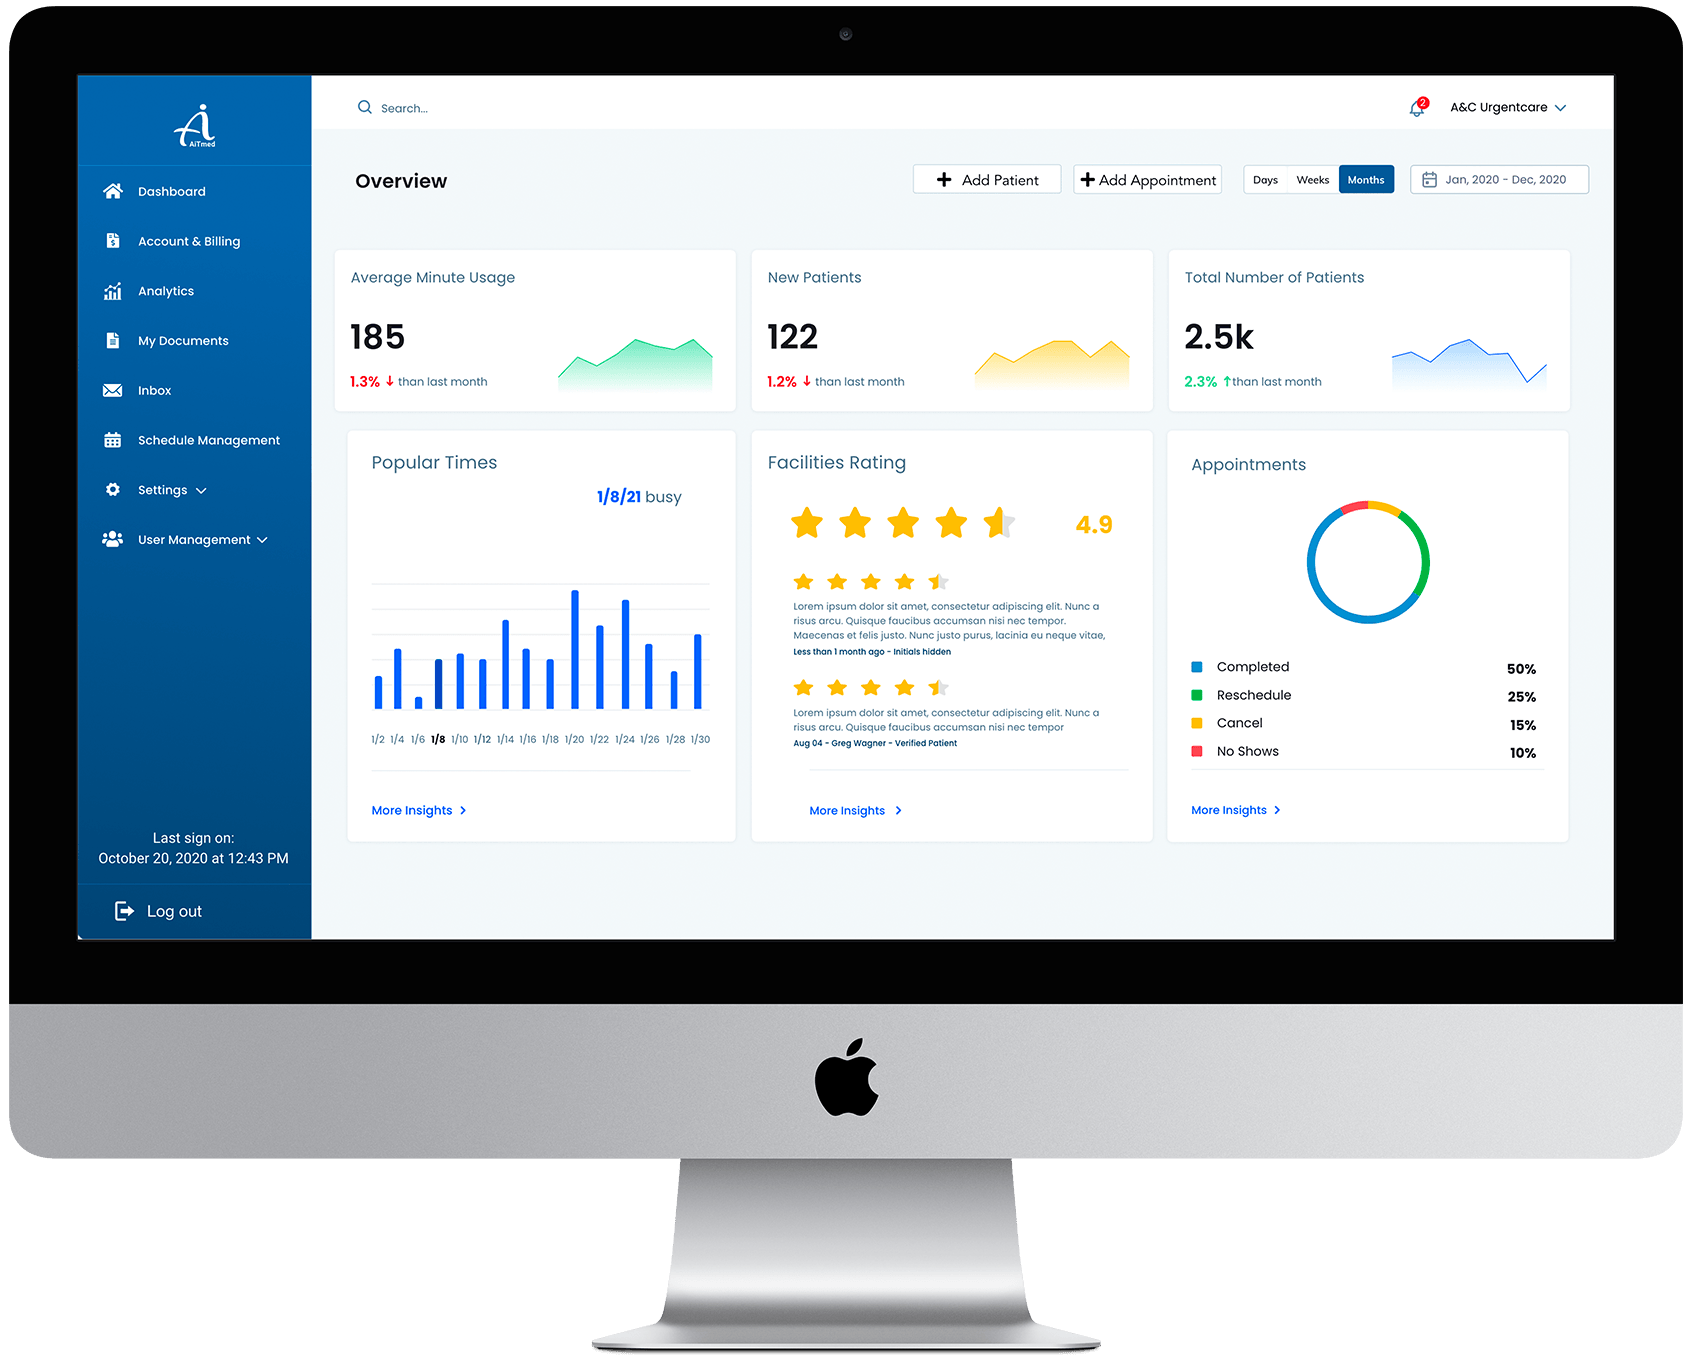 AiTmed
Dashboard
Account & Billing
Analytics
My Documents
Inbox
Schedule Management
Settings
User Management
Last sign on:
October 20, 2020 at 12:43 PM
Log out
Search...
2
A&C Urgentcare
Overview
Add Patient
Add Appointment
Days
Weeks
Months
Jan, 2020 - Dec, 2020
Average Minute Usage
185
1.3% ↓ than last month
New Patients
122
1.2% ↓ than last month
Total Number of Patients
2.5k
2.3% ↑than last month
Popular Times
1/8/21 busy
1/2 1/4 1/6 1/8 1/10 1/12 1/14 1/16 1/18 1/20 1/22 1/24 1/26 1/28 1/30
More Insights >
Facilities Rating
4.9
Lorem ipsum dolor sit amet, consectetur adipiscing elit. Nunc a
risus arcu. Quisque faucibus accumsan nisi nec tempor.
Maecenas et felis justo. Nunc justo purus, lacinia eu neque vitae,
Less than 1 month ago - Initials hidden
Lorem ipsum dolor sit amet, consectetur adipiscing elit. Nunc a
risus arcu. Quisque faucibus accumsan nisi nec tempor
Aug 04 - Greg Wagner - Verified Patient
More Insights >
Appointments
Completed 50%
Reschedule 25%
Cancel 15%
No Shows 10%
More Insights >